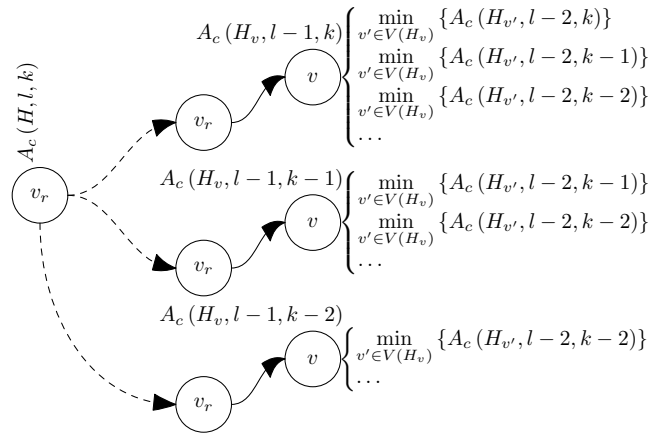 A_c (H, l, k)
v_r
A_c (H_v, l − 1, k)
v_r
v
min_{v'∈V(H_v)} {A_c (H_{v'}, l − 2, k)}
min_{v'∈V(H_v)} {A_c (H_{v'}, l − 2, k − 1)}
min_{v'∈V(H_v)} {A_c (H_{v'}, l − 2, k − 2)}
...
A_c (H_v, l − 1, k − 1)
v_r
v
min_{v'∈V(H_v)} {A_c (H_{v'}, l − 2, k − 1)}
min_{v'∈V(H_v)} {A_c (H_{v'}, l − 2, k − 2)}
...
A_c (H_v, l − 1, k − 2)
v_r
v
min_{v'∈V(H_v)} {A_c (H_{v'}, l − 2, k − 2)}
...